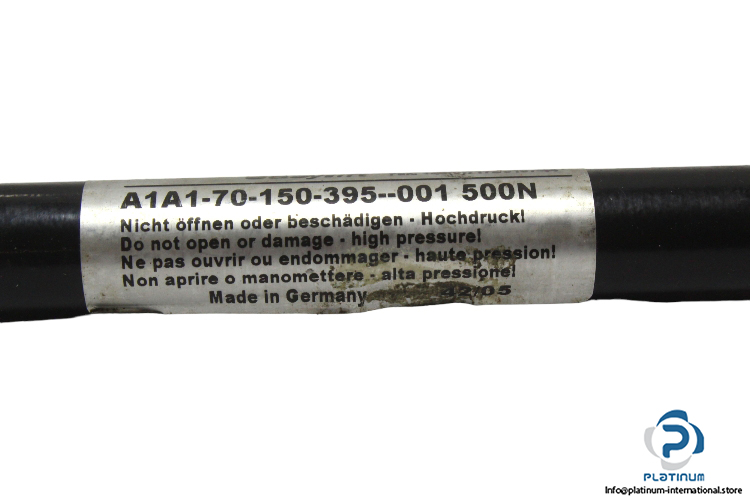 A1A1-70-150-395--001 500N
Nicht öffnen oder beschädigen - Hochdruck!
Do not open or damage - high pressure!
Ne pas ouvrir ou endommager - haute pression!
Non aprire o manomettere - alta pressione!
Made in Germany 42/05
PLATINUM
Info@platinum-international.store